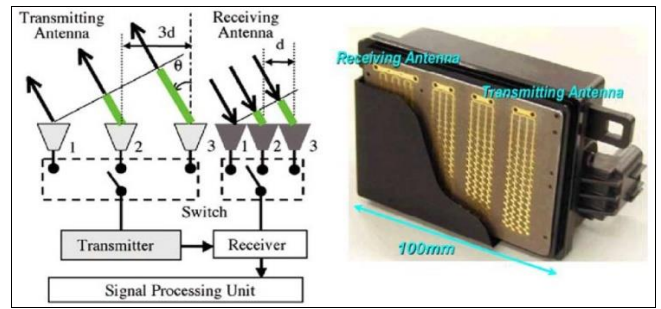 Transmitting
Antenna
3d
Receiving
Antenna
d
θ
1
2
3
1
2
3
Switch
Transmitter
Receiver
Signal Processing Unit
Receiving Antenna
Transmitting Antenna
100mm